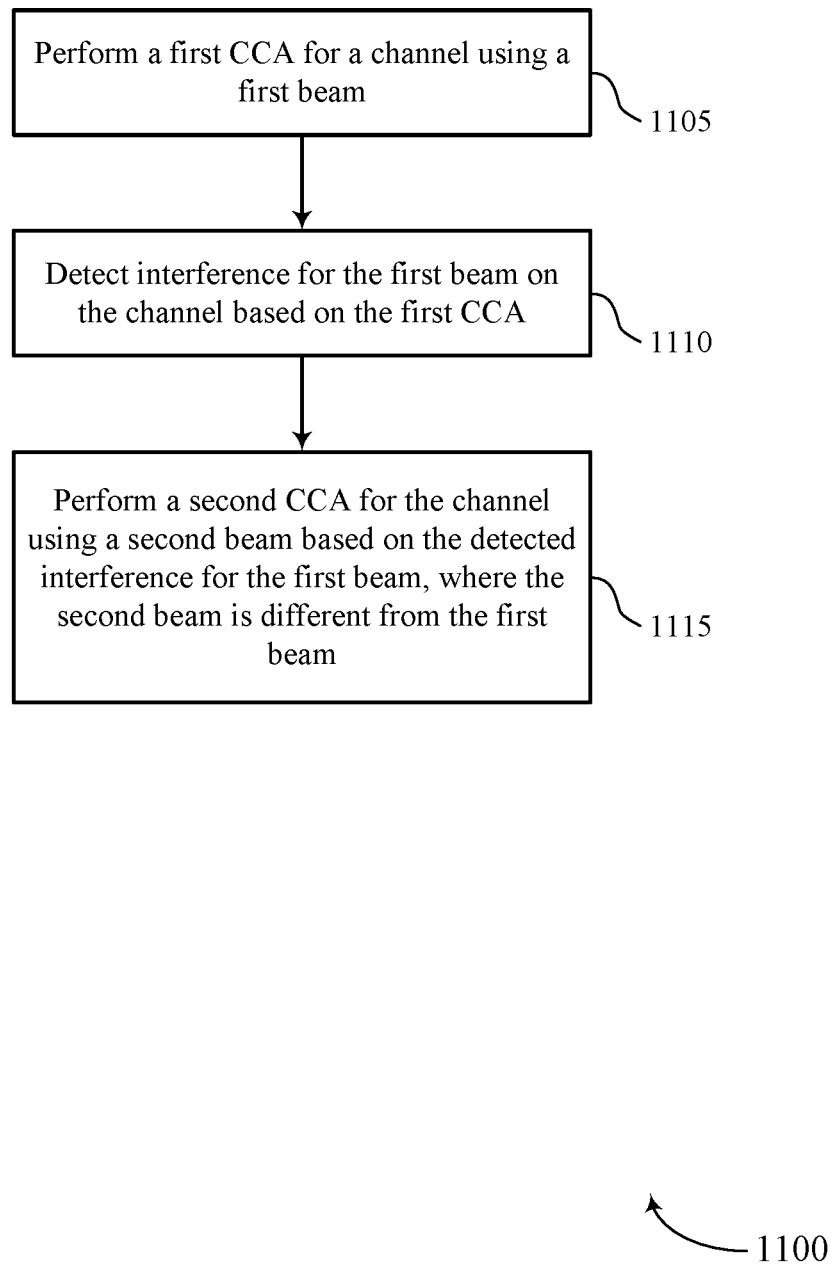 Perform a first CCA for a channel using a
first beam
1105
Detect interference for the first beam on
the channel based on the first CCA
1110
Perform a second CCA for the channel
using a second beam based on the detected
interference for the first beam, where the
second beam is different from the first
beam
1115
1100